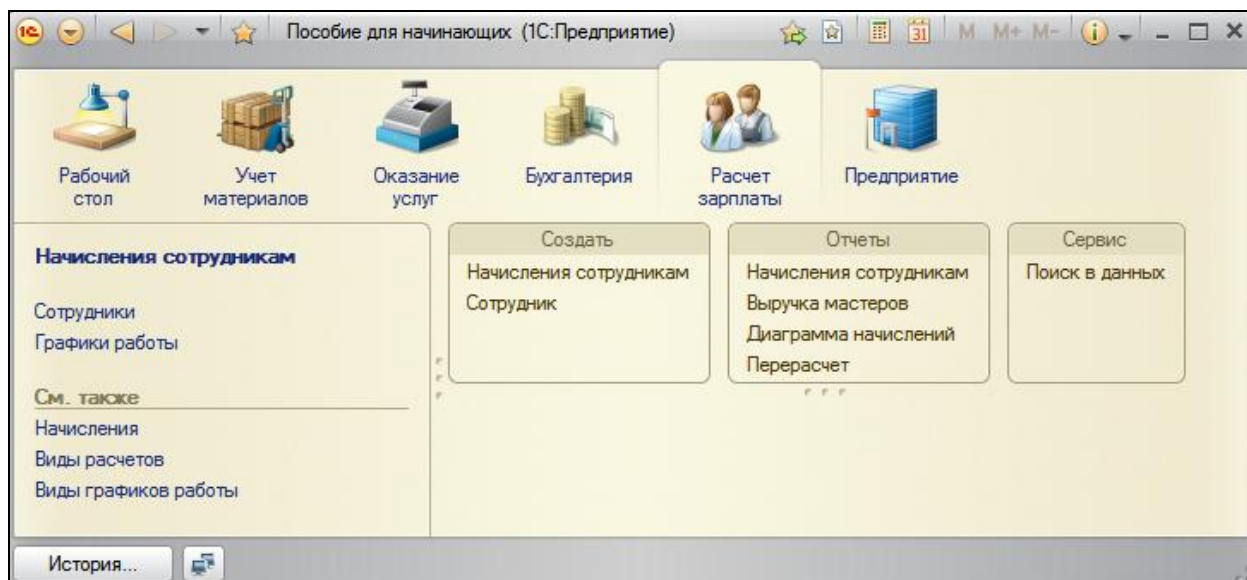 1С Пособие для начинающих (1С:Предприятие) 31 M M+ M-
Рабочий стол
Учет материалов
Оказание услуг
Бухгалтерия
Расчет зарплаты
Предприятие
Начисления сотрудникам
Сотрудники
Графики работы
См. также
Начисления
Виды расчетов
Виды графиков работы
Создать
Начисления сотрудникам
Сотрудник
Отчеты
Начисления сотрудникам
Выручка мастеров
Диаграмма начислений
Перерасчет
Сервис
Поиск в данных
История...